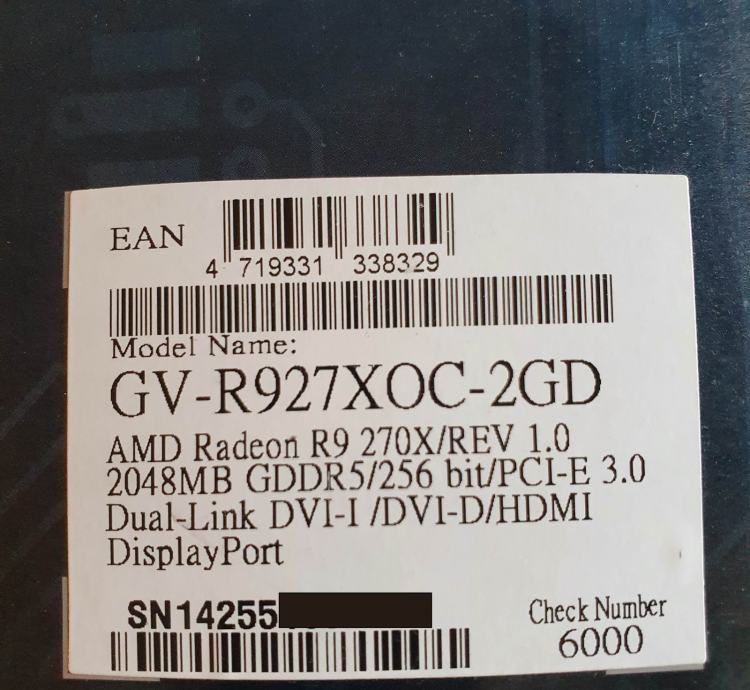 EAN
4 719331 338329
Model Name:
GV-R927XOC-2GD
AMD Radeon R9 270X/REV 1.0
2048MB GDDR5/256 bit/PCI-E 3.0
Dual-Link DVI-I /DVI-D/HDMI
DisplayPort
SN14255
Check Number
6000